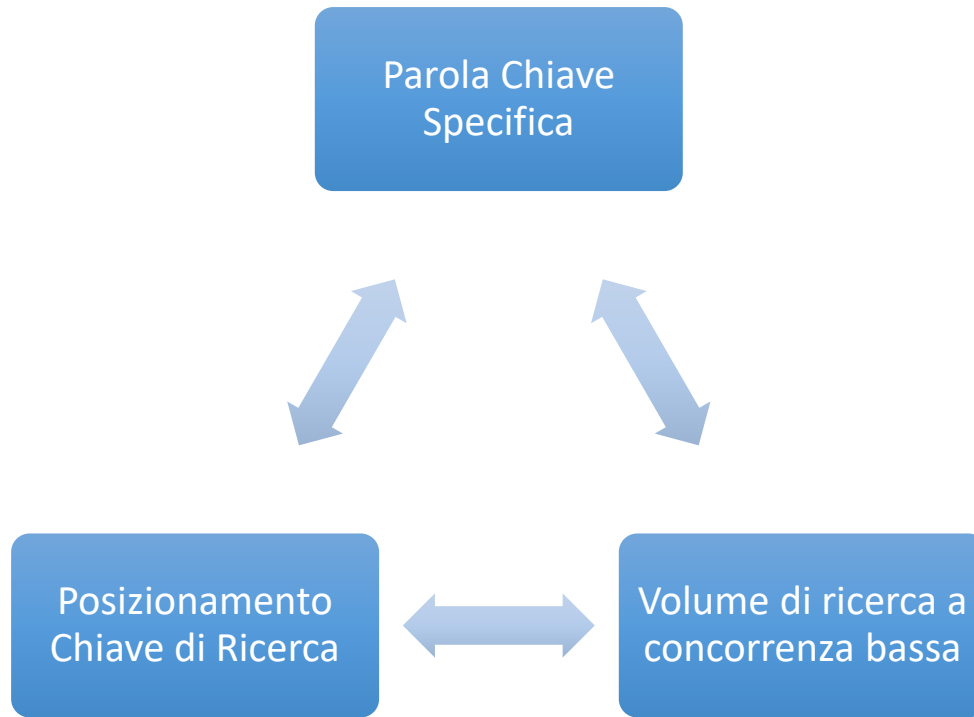 Parola Chiave
Specifica
Posizionamento
Chiave di Ricerca
Volume di ricerca a
concorrenza bassa